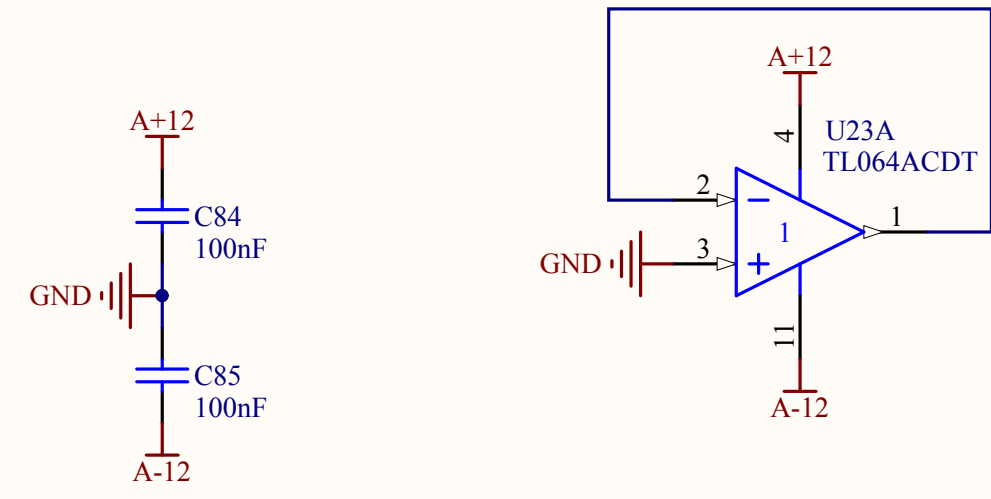 A+12
C84
100nF
GND
C85
100nF
A-12
A+12
4
U23A
TL064ACDT
2
1
1
GND
3
11
A-12